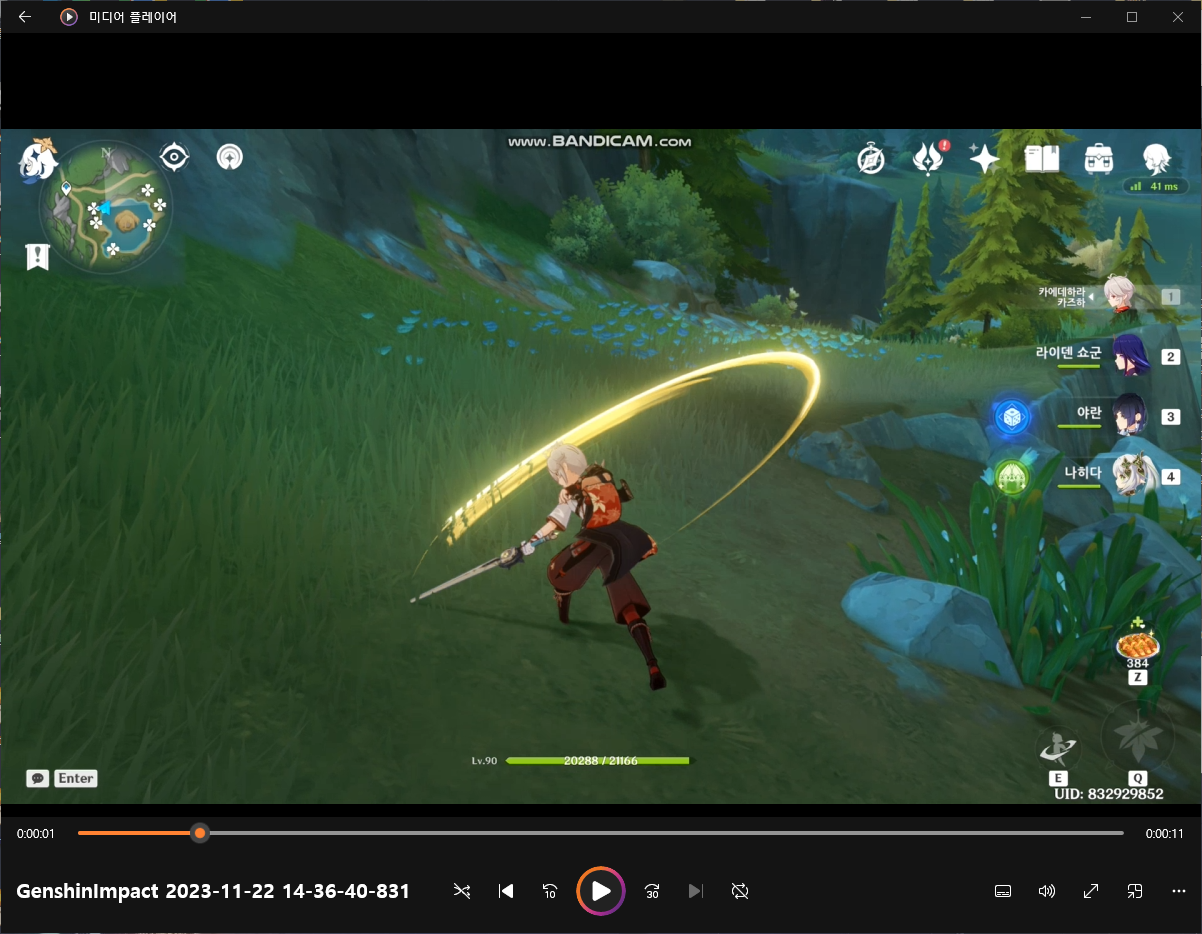 미디어 플레이어
www.BANDICAM.com
N
41 ms
카에데하라
카즈하
1
라이덴 쇼군
2
야란
3
나히다
4
384
Z
Lv.90
20288 / 21166
Enter
E
Q
UID: 832929852
0:00:01
0:00:11
GenshinImpact 2023-11-22 14-36-40-831
10
30